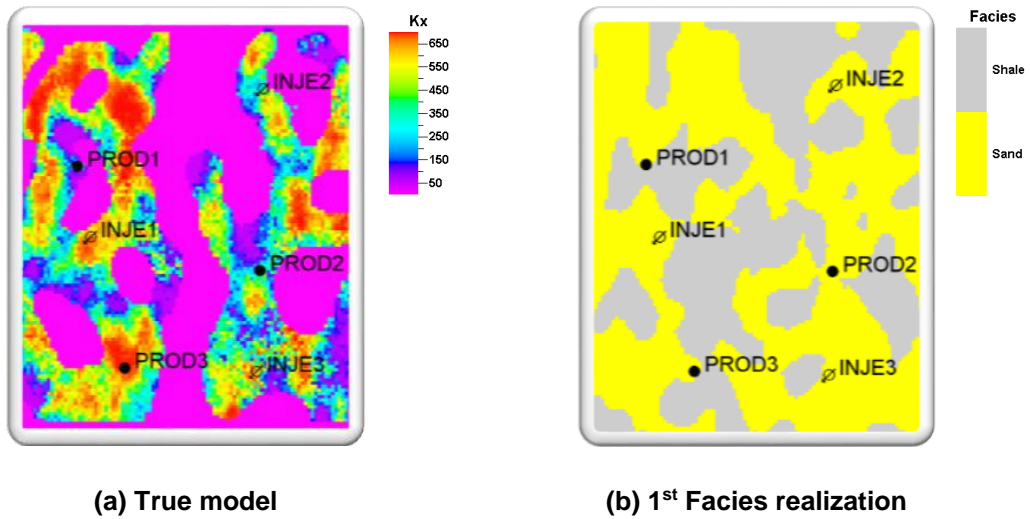 Kx
650
550
450
350
250
150
50
INJE2
PROD1
INJE1
PROD2
PROD3
INJE3
(a) True model
Facies
Shale
Sand
INJE2
PROD1
INJE1
PROD2
PROD3
INJE3
(b) 1st Facies realization